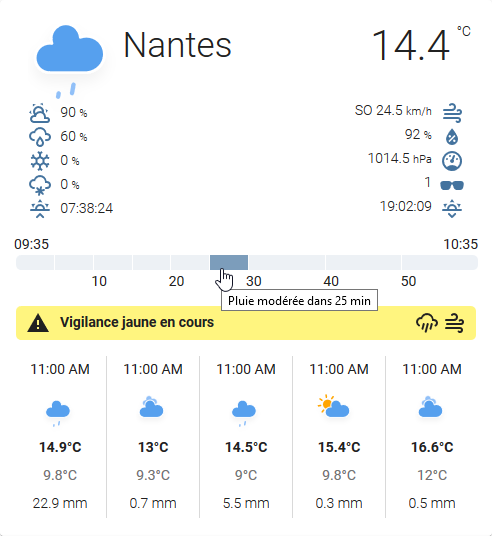 Nantes
14.4 °C
90 %
SO 24.5 km/h
60 %
92 %
0 %
1014.5 hPa
0 %
1
07:38:24
19:02:09
09:35
10:35
10 20 30 40 50
Pluie modérée dans 25 min
Vigilance jaune en cours
11:00 AM 11:00 AM 11:00 AM 11:00 AM 11:00 AM
14.9°C 13°C 14.5°C 15.4°C 16.6°C
9.8°C 9.3°C 9°C 9.8°C 12°C
22.9 mm 0.7 mm 5.5 mm 0.3 mm 0.5 mm